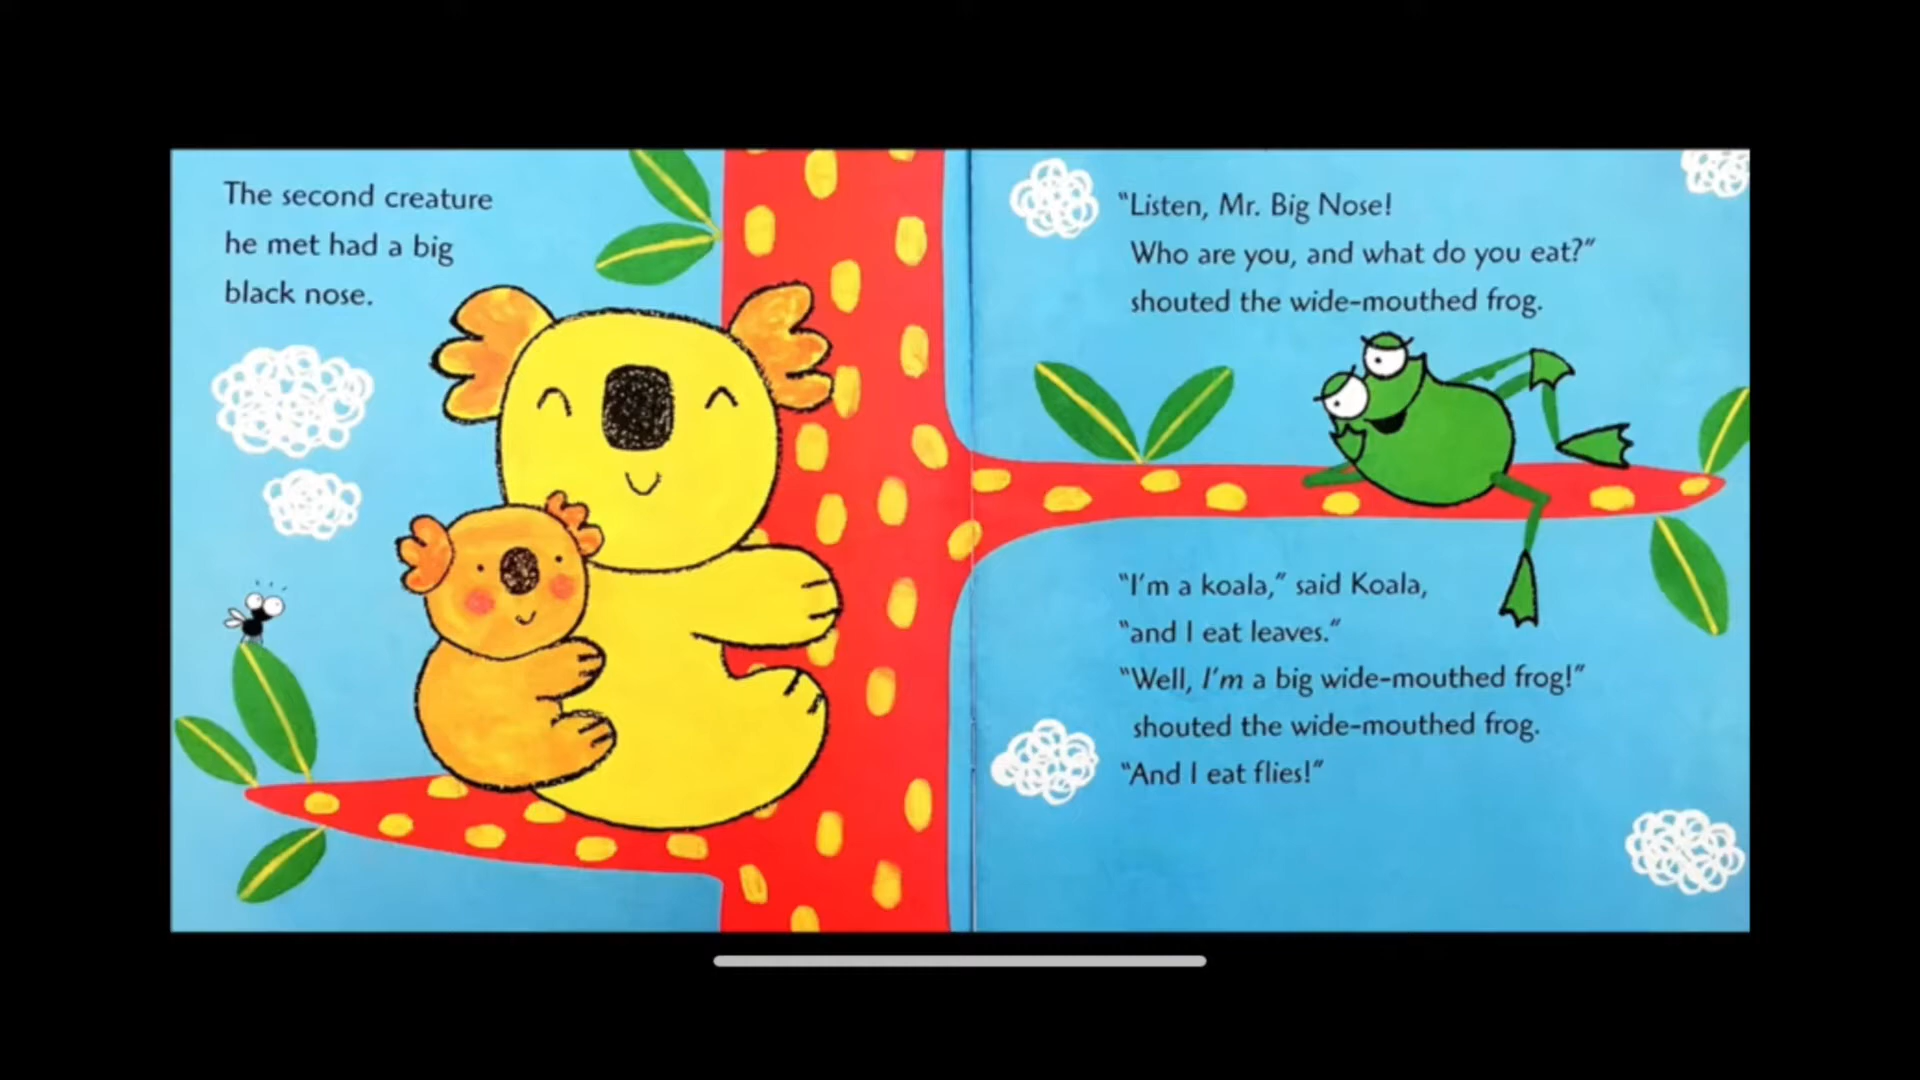 The second creature
he met had a big
black nose.
“Listen, Mr. Big Nose!
Who are you, and what do you eat?”
shouted the wide-mouthed frog.
“I’m a koala,” said Koala,
“and I eat leaves.”
“Well, I’m a big wide-mouthed frog!”
shouted the wide-mouthed frog.
“And I eat flies!”